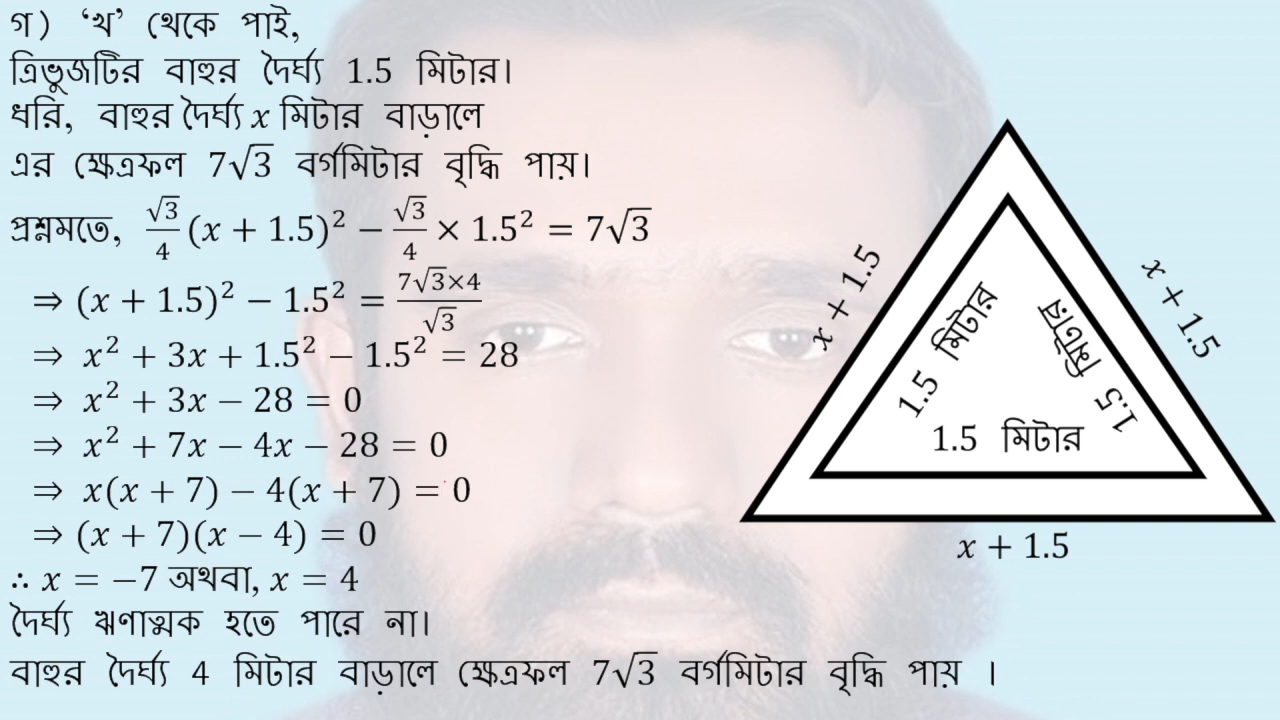 গ) ‘খ’ থেকে পাই,
ত্রিভুজটির বাহুর দৈর্ঘ্য 1.5 মিটার।
ধরি, বাহুর দৈর্ঘ্য x মিটার বাড়ালে
এর ক্ষেত্রফল 7√3 বর্গমিটার বৃদ্ধি পায়।
প্রশ্নমতে, √3/4 (x + 1.5)² − √3/4 × 1.5² = 7√3
⇒ (x + 1.5)² − 1.5² = 7√3×4/√3
⇒ x² + 3x + 1.5² − 1.5² = 28
⇒ x² + 3x − 28 = 0
⇒ x² + 7x − 4x − 28 = 0
⇒ x(x + 7) − 4(x + 7) = 0
⇒ (x + 7)(x − 4) = 0
∴ x = −7 অথবা, x = 4
দৈর্ঘ্য ঋণাত্মক হতে পারে না।
বাহুর দৈর্ঘ্য 4 মিটার বাড়ালে ক্ষেত্রফল 7√3 বর্গমিটার বৃদ্ধি পায় ।
x + 1.5
1.5 মিটার
1.5 মিটার
x + 1.5
1.5 মিটার
x + 1.5